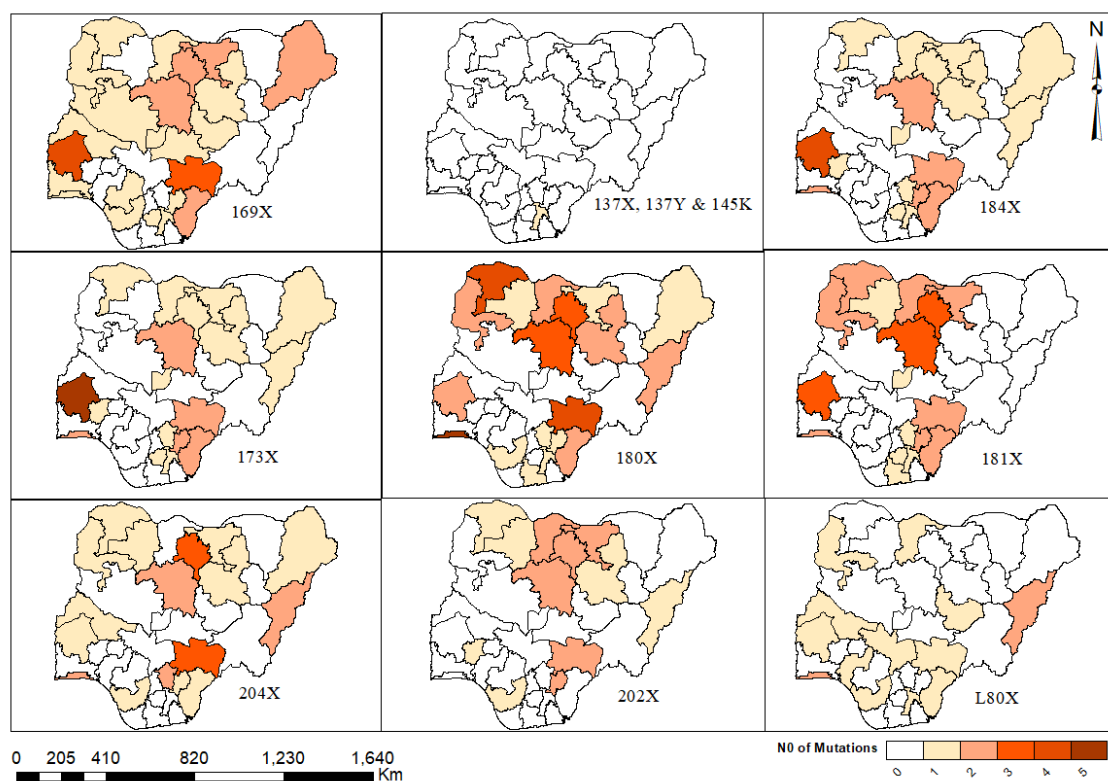 N
169X
137X, 137Y & 145K
184X
173X
180X
181X
204X
202X
L80X
0 205 410 820 1,230 1,640
Km
N0 of Mutations
0 1 2 3 4 5